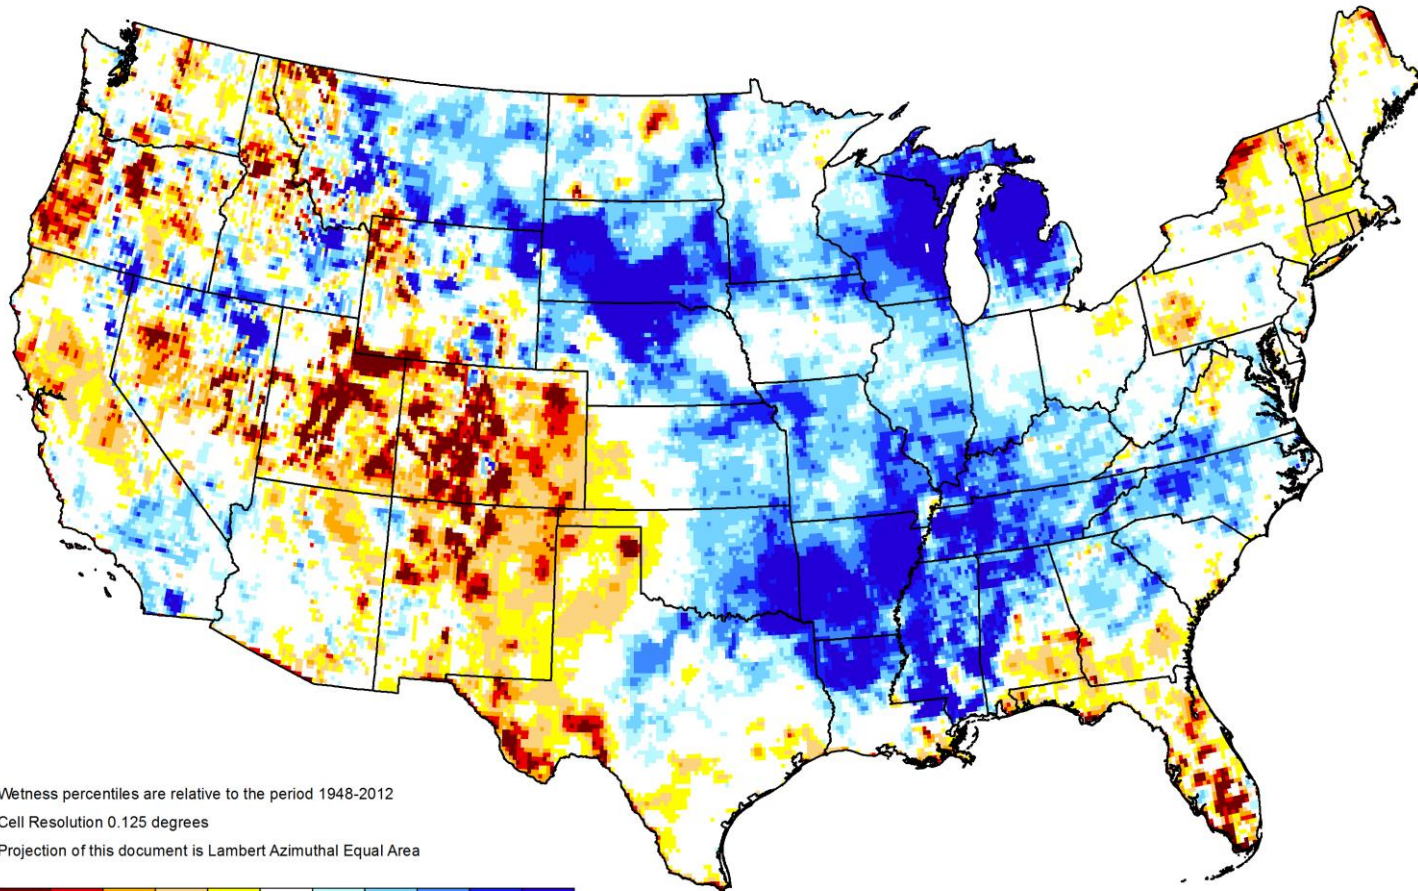 Wetness percentiles are relative to the period 1948-2012
Cell Resolution 0.125 degrees
Projection of this document is Lambert Azimuthal Equal Area